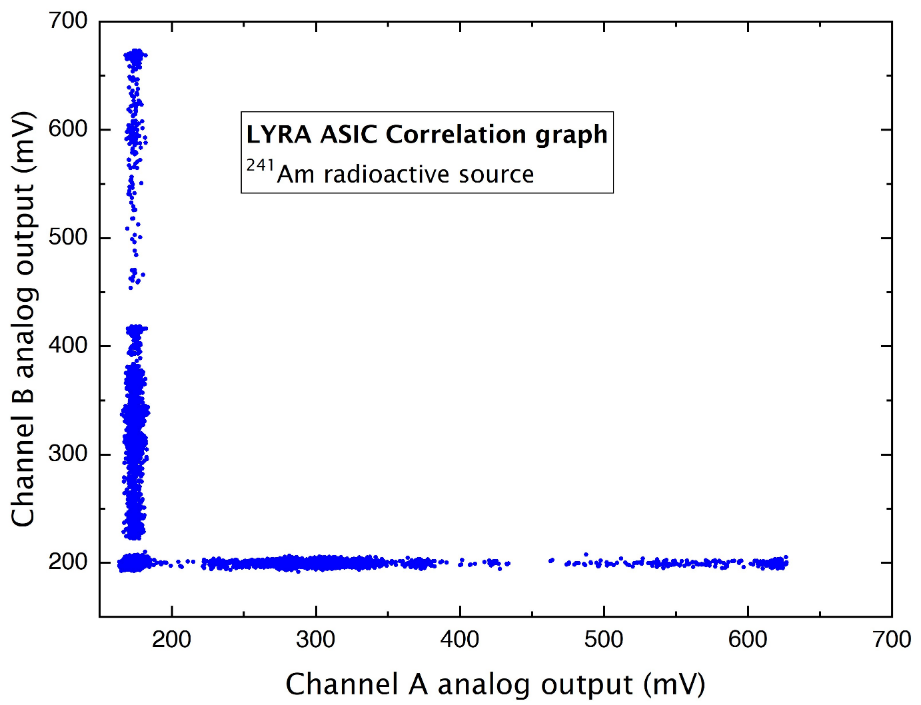 700
600
500
400
300
200
Channel B analog output (mV)
LYRA ASIC Correlation graph
²⁴¹Am radioactive source
200 300 400 500 600 700
Channel A analog output (mV)